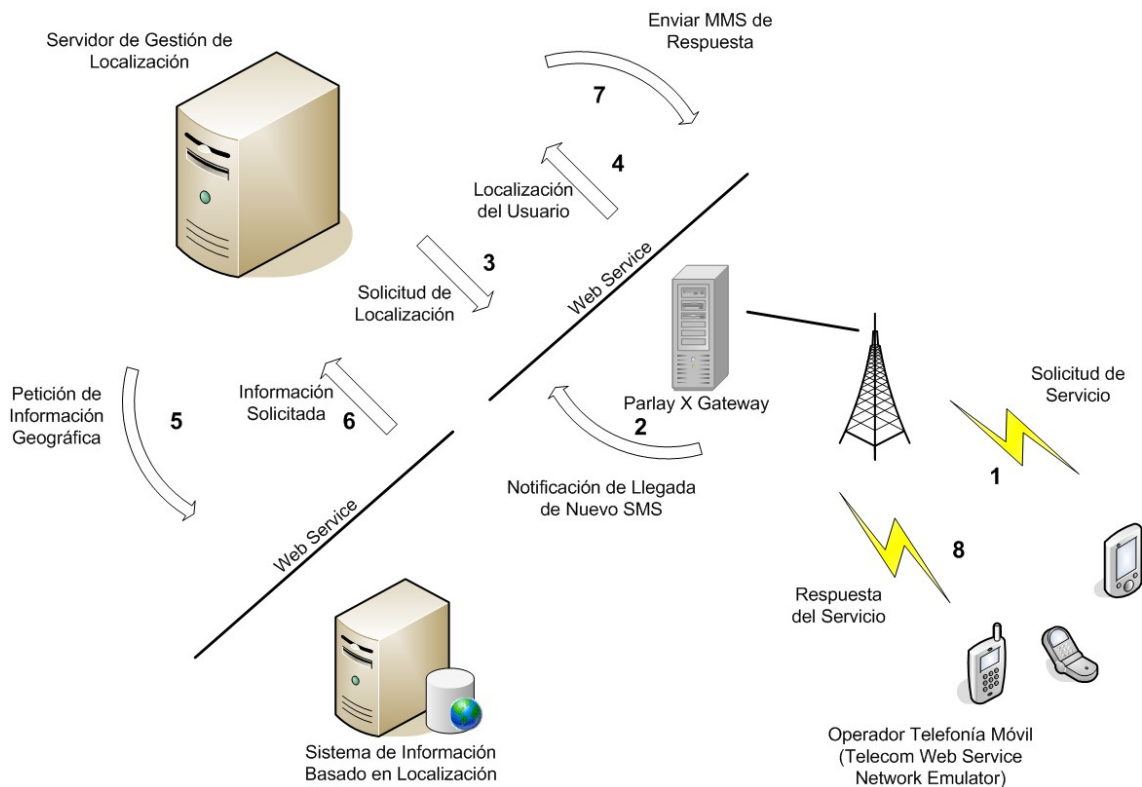 Servidor de Gestión de
Localización
Enviar MMS de
Respuesta
7
4
Localización
del Usuario
3
Solicitud de
Localización
Web Service
Petición de
Información
Geográfica
5
Información
Solicitada
6
Parlay X Gateway
2
Notificación de Llegada
de Nuevo SMS
Solicitud de
Servicio
1
Web Service
8
Respuesta
del Servicio
Sistema de Información
Basado en Localización
Operador Telefonía Móvil
(Telecom Web Service
Network Emulator)